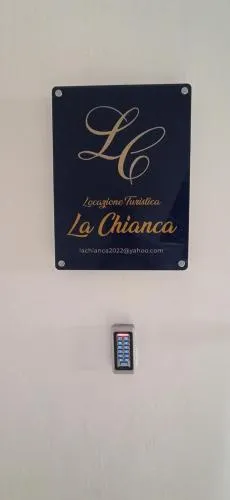 LC
Locazione Turistica
La Chianca
lachianca2022@yahoo.com